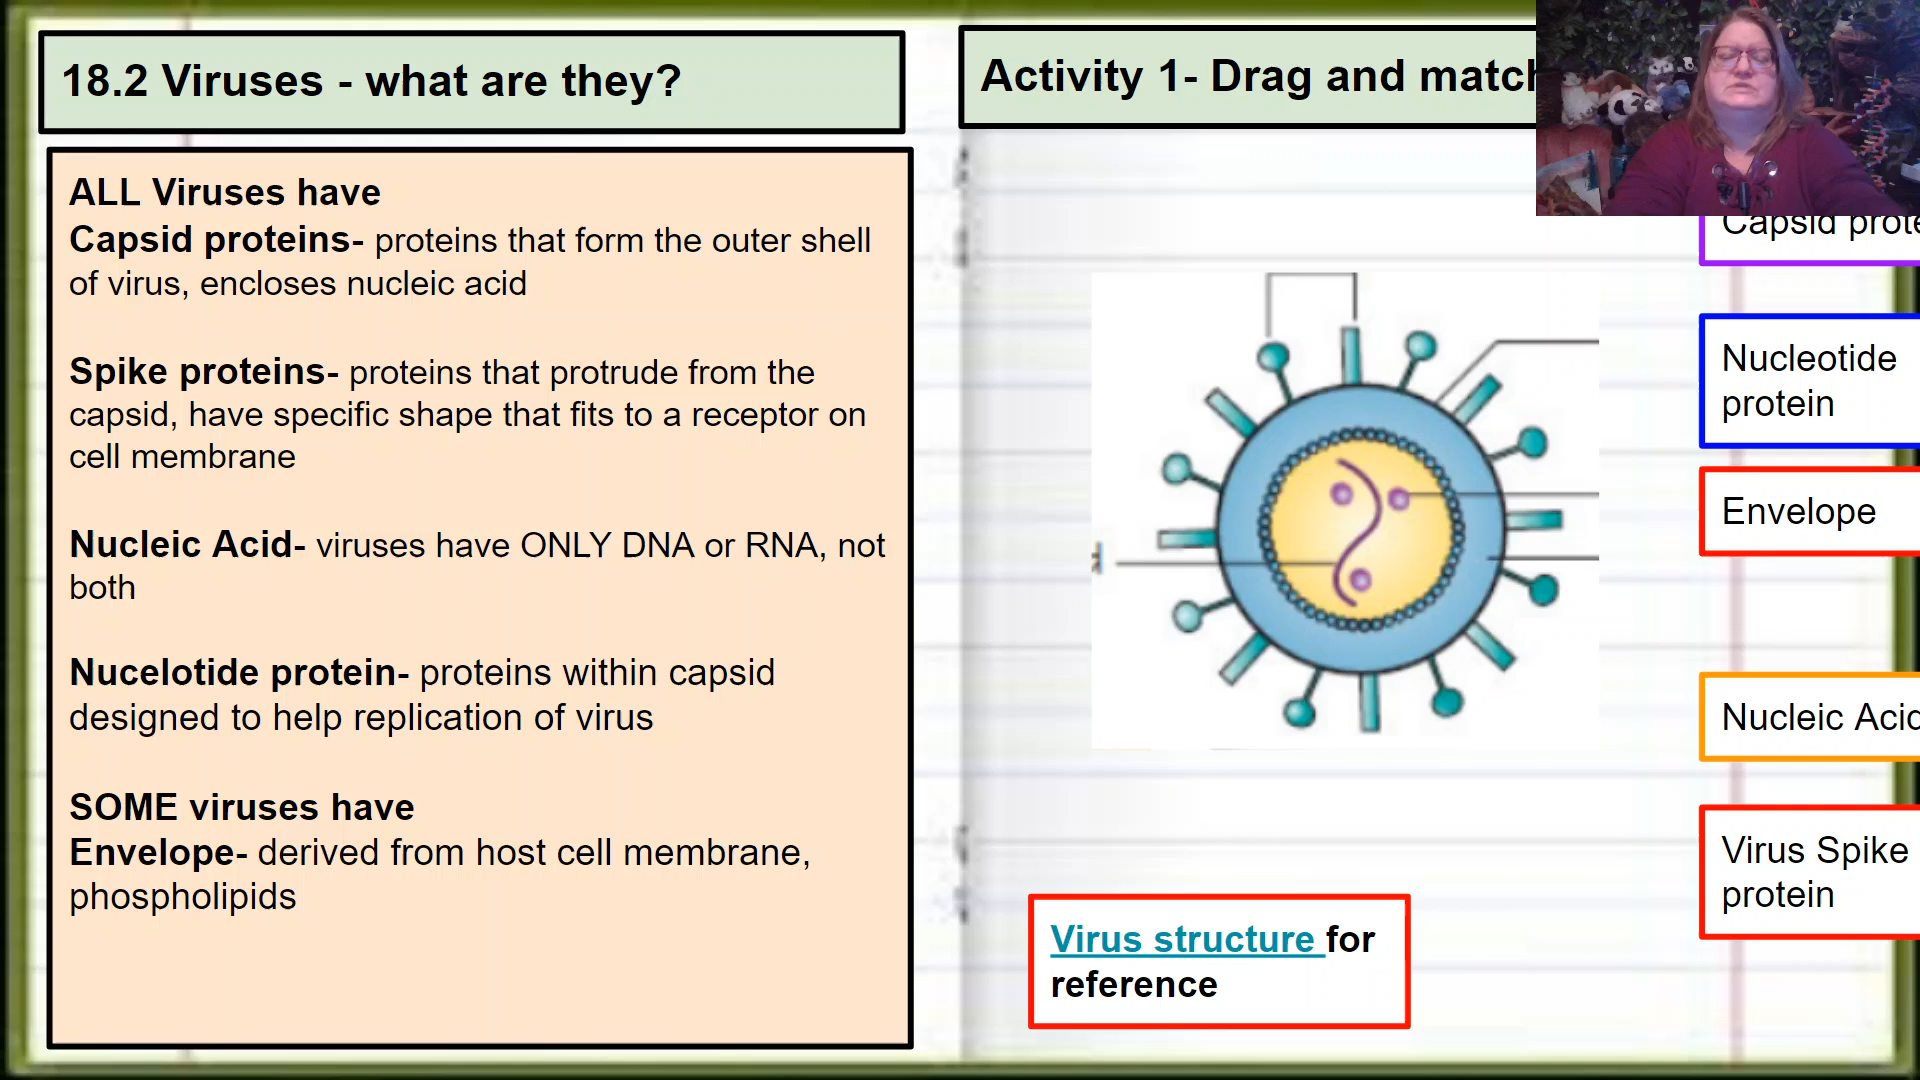 18.2 Viruses - what are they?
ALL Viruses have
Capsid proteins- proteins that form the outer shell
of virus, encloses nucleic acid
Spike proteins- proteins that protrude from the
capsid, have specific shape that fits to a receptor on
cell membrane
Nucleic Acid- viruses have ONLY DNA or RNA, not
both
Nucelotide protein- proteins within capsid
designed to help replication of virus
SOME viruses have
Envelope- derived from host cell membrane,
phospholipids
Activity 1- Drag and match
Virus structure for
reference
Capsid prote
Nucleotide
protein
Envelope
Nucleic Acid
Virus Spike
protein